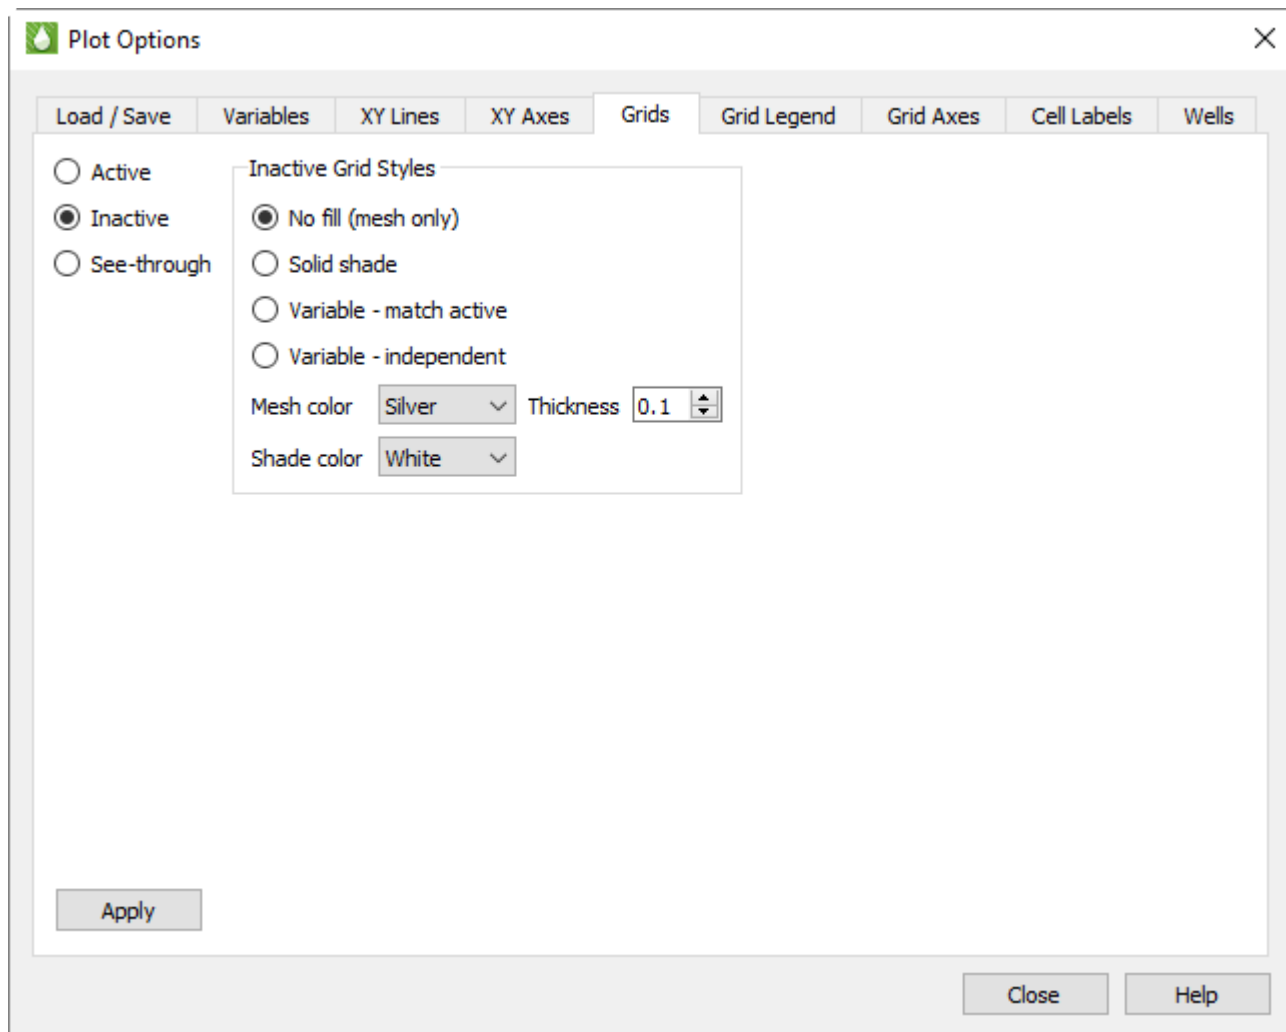 Plot Options
Load / Save Variables XY Lines XY Axes Grids Grid Legend Grid Axes Cell Labels Wells
Active
Inactive
See-through
Inactive Grid Styles
No fill (mesh only)
Solid shade
Variable - match active
Variable - independent
Mesh color Silver Thickness 0.1
Shade color White
Apply
Close Help